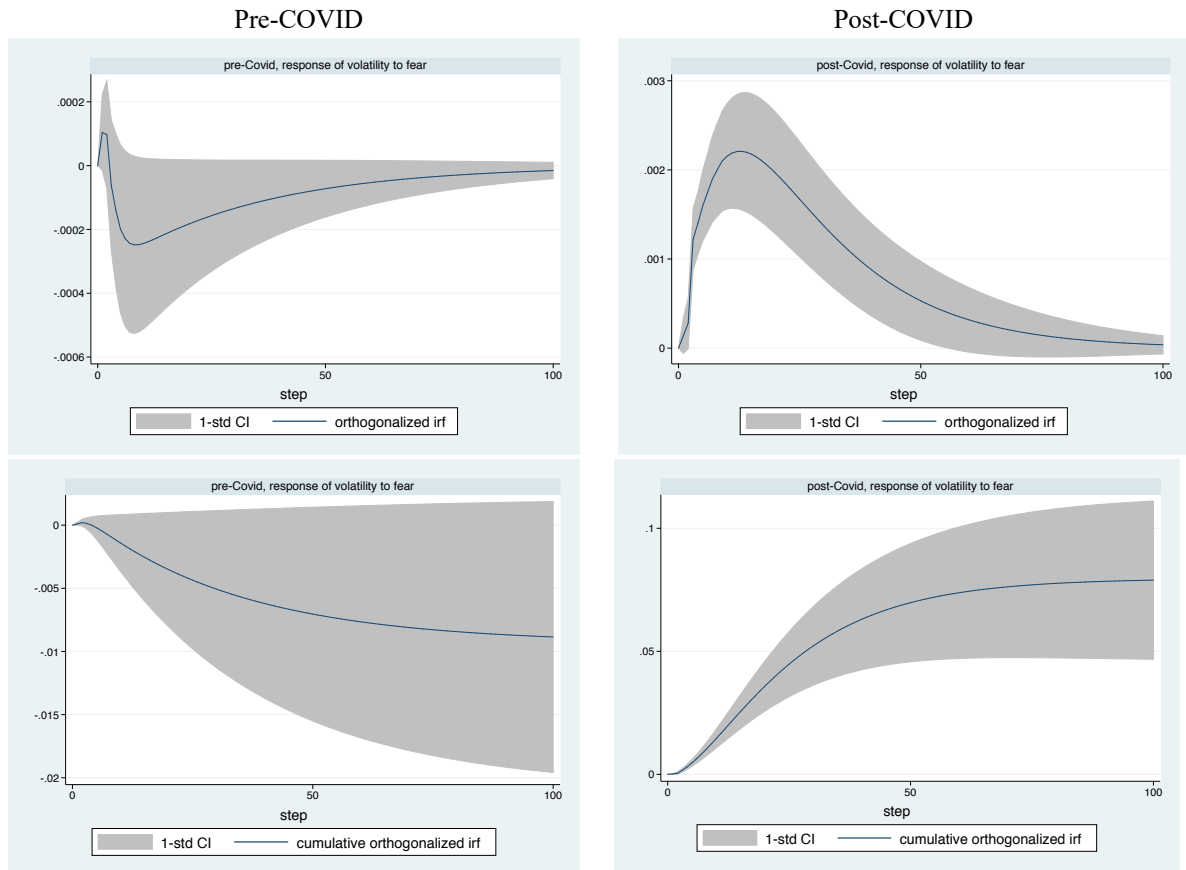 Pre-COVID
Post-COVID
pre-Covid, response of volatility to fear
.0002
0
-.0002
-.0004
-.0006
0
50
100
step
1-std CI
orthogonalized irf
post-Covid, response of volatility to fear
.003
.002
.001
0
0
50
100
step
1-std CI
orthogonalized irf
pre-Covid, response of volatility to fear
0
-.005
-.01
-.015
-.02
0
50
100
step
1-std CI
cumulative orthogonalized irf
post-Covid, response of volatility to fear
.1
.05
0
0
50
100
step
1-std CI
cumulative orthogonalized irf